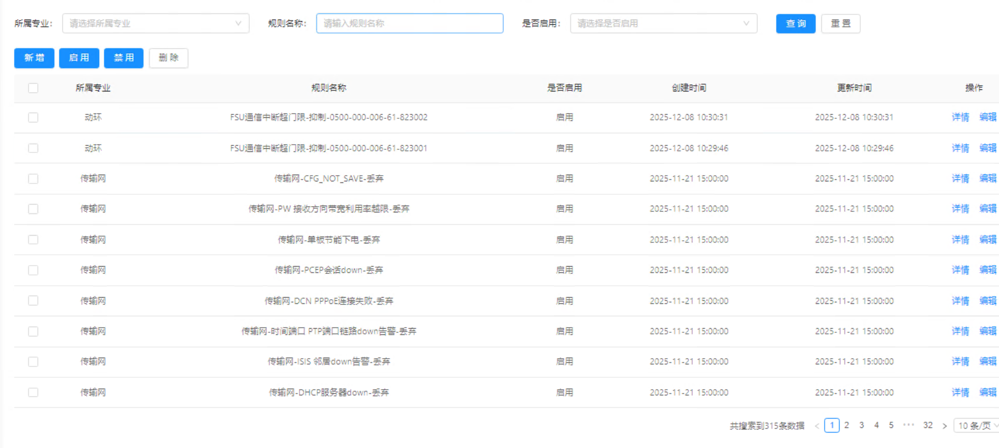 所属专业: 请选择所属专业 规则名称: 请输入规则名称 是否启用: 请选择是否启用 查询 重置
新增 启用 禁用 删除
所属专业 规则名称 是否启用 创建时间 更新时间 操作
动环 FSU通信中断超门限-抑制-0500-000-006-61-823002 启用 2025-12-08 10:30:31 2025-12-08 10:30:31 详情 编辑
动环 FSU通信中断超门限-抑制-0500-000-006-61-823001 启用 2025-12-08 10:29:46 2025-12-08 10:29:46 详情 编辑
传输网 传输网-CFG_NOT_SAVE-丢弃 启用 2025-11-21 15:00:00 2025-11-21 15:00:00 详情 编辑
传输网 传输网-PW 接收方向带宽利用率越限-丢弃 启用 2025-11-21 15:00:00 2025-11-21 15:00:00 详情 编辑
传输网 传输网-单板节能下电-丢弃 启用 2025-11-21 15:00:00 2025-11-21 15:00:00 详情 编辑
传输网 传输网-PCEP会话down-丢弃 启用 2025-11-21 15:00:00 2025-11-21 15:00:00 详情 编辑
传输网 传输网-DCN PPPoE连接失败-丢弃 启用 2025-11-21 15:00:00 2025-11-21 15:00:00 详情 编辑
传输网 传输网-时间端口 PTP端口链路down告警-丢弃 启用 2025-11-21 15:00:00 2025-11-21 15:00:00 详情 编辑
传输网 传输网-ISIS 邻居down告警-丢弃 启用 2025-11-21 15:00:00 2025-11-21 15:00:00 详情 编辑
传输网 传输网-DHCP服务器down-丢弃 启用 2025-11-21 15:00:00 2025-11-21 15:00:00 详情 编辑
共搜索到315条数据 < 1 2 3 4 5 ••• 32 > 10 条/页